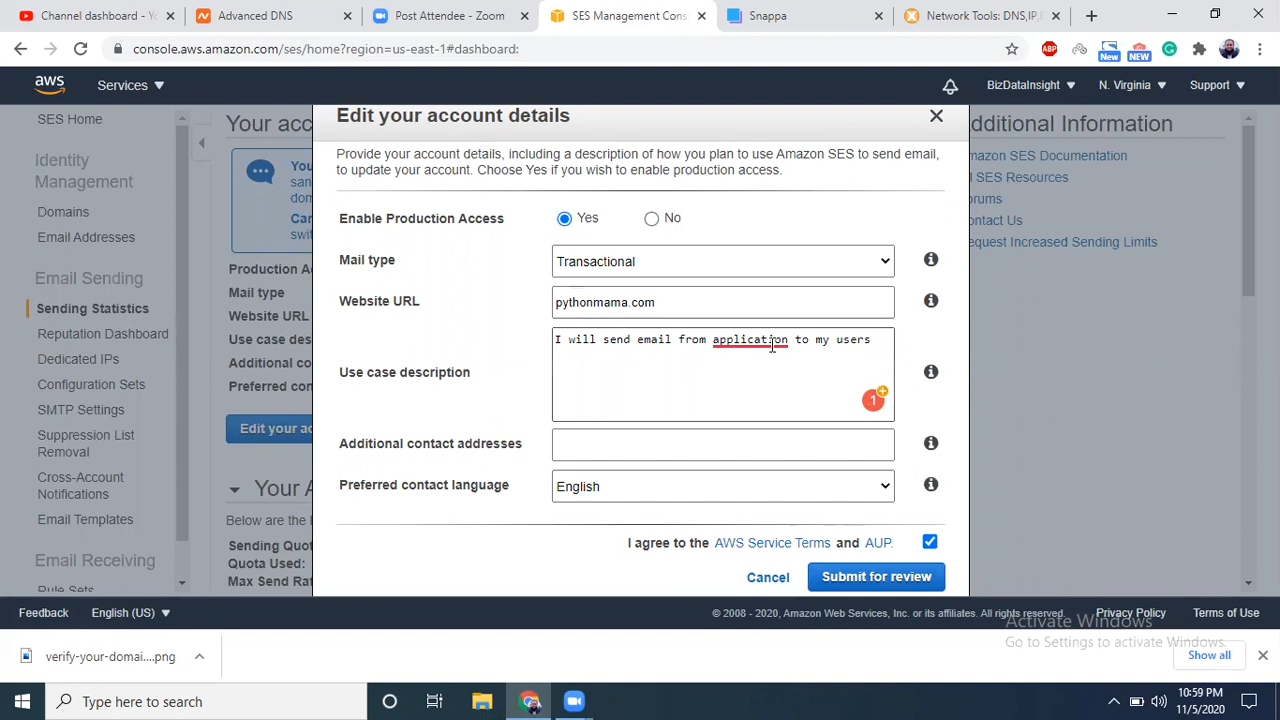 Channel dashboard - Yo
Advanced DNS
Post Attendee - Zoom
SES Management Cons
Snappa
Network Tools: DNS,IP,E
console.aws.amazon.com/ses/home?region=us-east-1#dashboard:
ABP
New
NEW
aws
Services
BizDataInsight
N. Virginia
Support
SES Home
Identity
Management
Domains
Email Addresses
Email Sending
Sending Statistics
Reputation Dashboard
Dedicated IPs
Configuration Sets
SMTP Settings
Suppression List
Removal
Cross-Account
Notifications
Email Templates
Email Receiving
Rule Sets
Your acc
You
san
dom
Can
swit
Production A
Mail type
Website URL
Use case des
Additional co
Preferred con
Edit your ac
Your A
Below are the l
Sending Quot
Quota Used:
Max Send Ra
Edit your account details
Provide your account details, including a description of how you plan to use Amazon SES to send email,
to update your account. Choose Yes if you wish to enable production access.
Enable Production Access
Yes
No
Mail type
Transactional
Website URL
pythonmama.com
Use case description
I will send email from application to my users
1
Additional contact addresses
Preferred contact language
English
I agree to the AWS Service Terms and AUP.
Cancel
Submit for review
dditional Information
mazon SES Documentation
ll SES Resources
orums
ontact Us
equest Increased Sending Limits
Feedback
English (US)
© 2008 - 2020, Amazon Web Services, Inc. or its affiliates. All rights reserved.
Privacy Policy
Terms of Use
Activate Windows
Go to Settings to activate Windows.
verify-your-domai....png
Show all
Type here to search
10:59 PM
11/5/2020